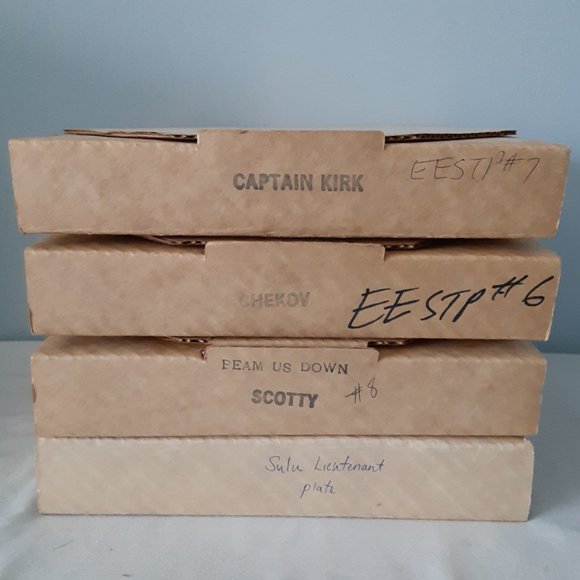 CAPTAIN KIRK EESTP#7
CHEKOV EESTP#6
BEAM US DOWN
SCOTTY #8
Sulu Lieutenant
plate